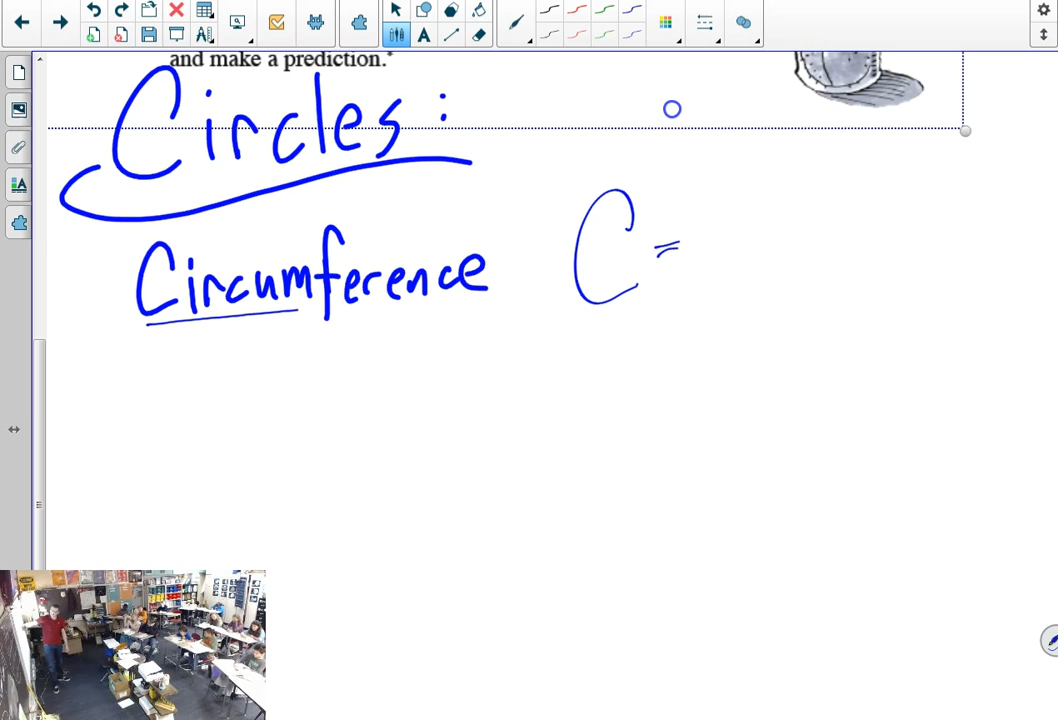 and make a prediction."
Circles:
Circumference C =